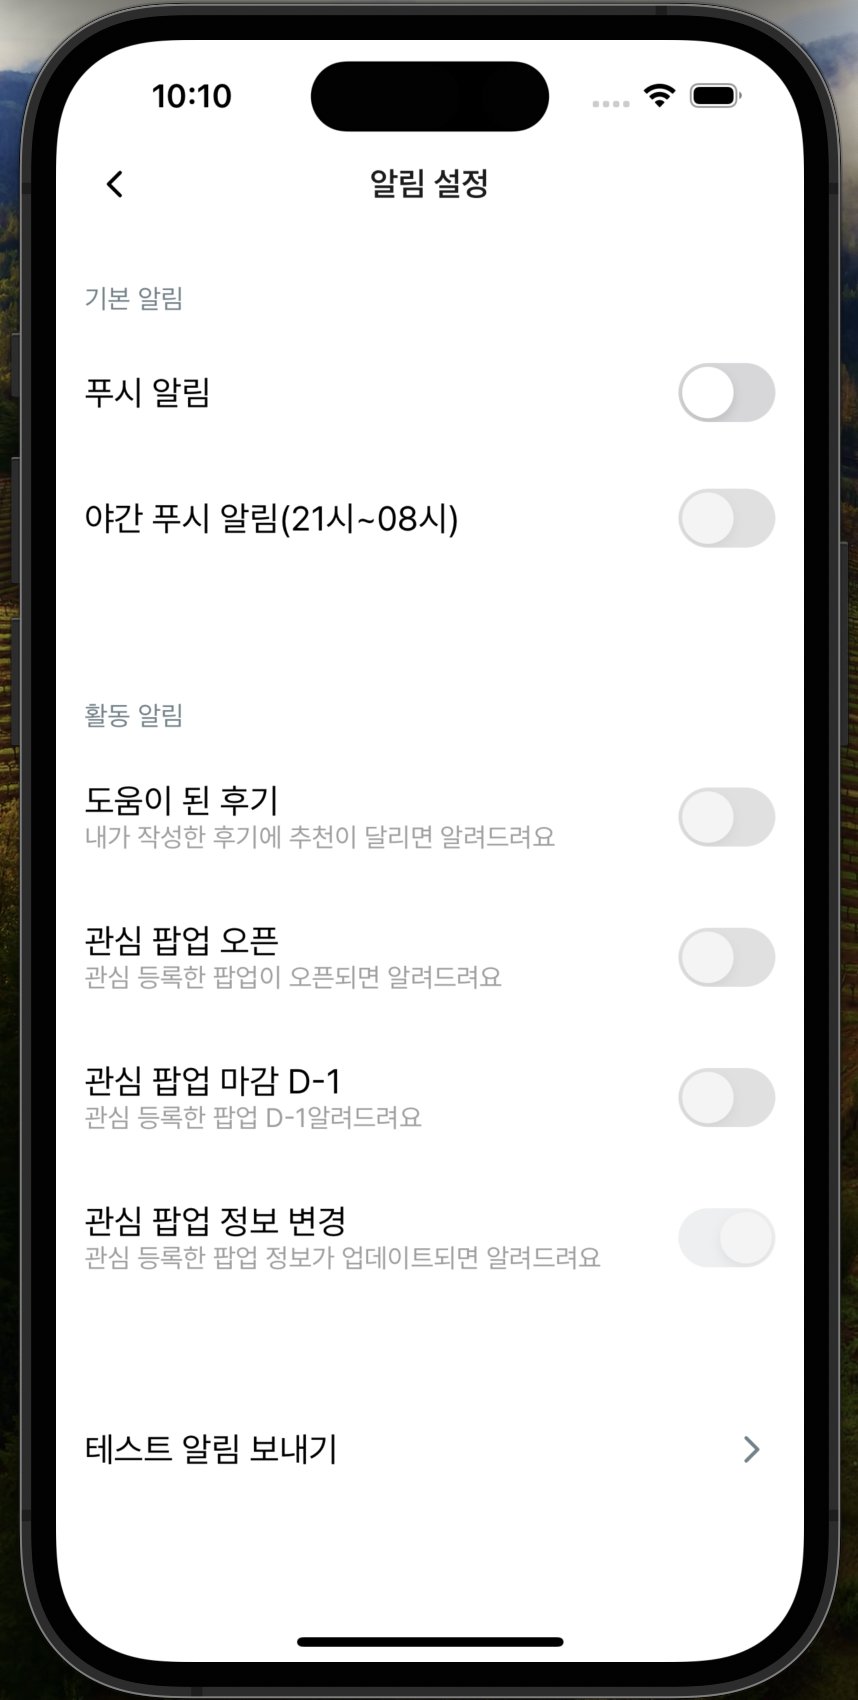 10:10
알림 설정
기본 알림
푸시 알림
야간 푸시 알림(21시~08시)
활동 알림
도움이 된 후기
내가 작성한 후기에 추천이 달리면 알려드려요
관심 팝업 오픈
관심 등록한 팝업이 오픈되면 알려드려요
관심 팝업 마감 D-1
관심 등록한 팝업 D-1알려드려요
관심 팝업 정보 변경
관심 등록한 팝업 정보가 업데이트되면 알려드려요
테스트 알림 보내기